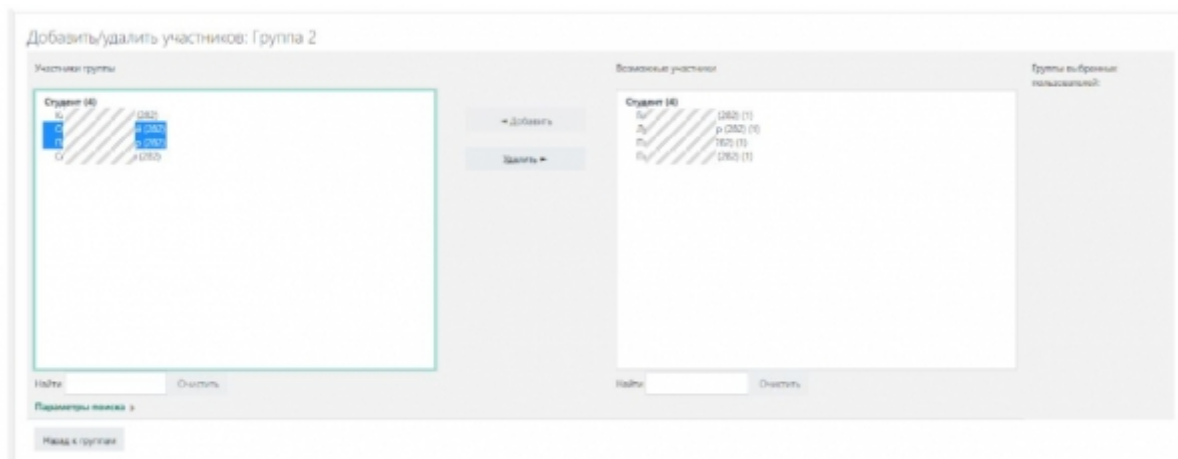 Добавить/удалить участников: Группа 2
Участники группы
Студент (4)
(282)
(282)
(282)
(282)
Найти
Очистить
Параметры поиска
Назад к группам
Добавить
Удалить
Возможные участники
Студент (4)
(282) (1)
р (282) (1)
282) (1)
(282) (1)
Найти
Очистить
Группы выбранных
пользователей: